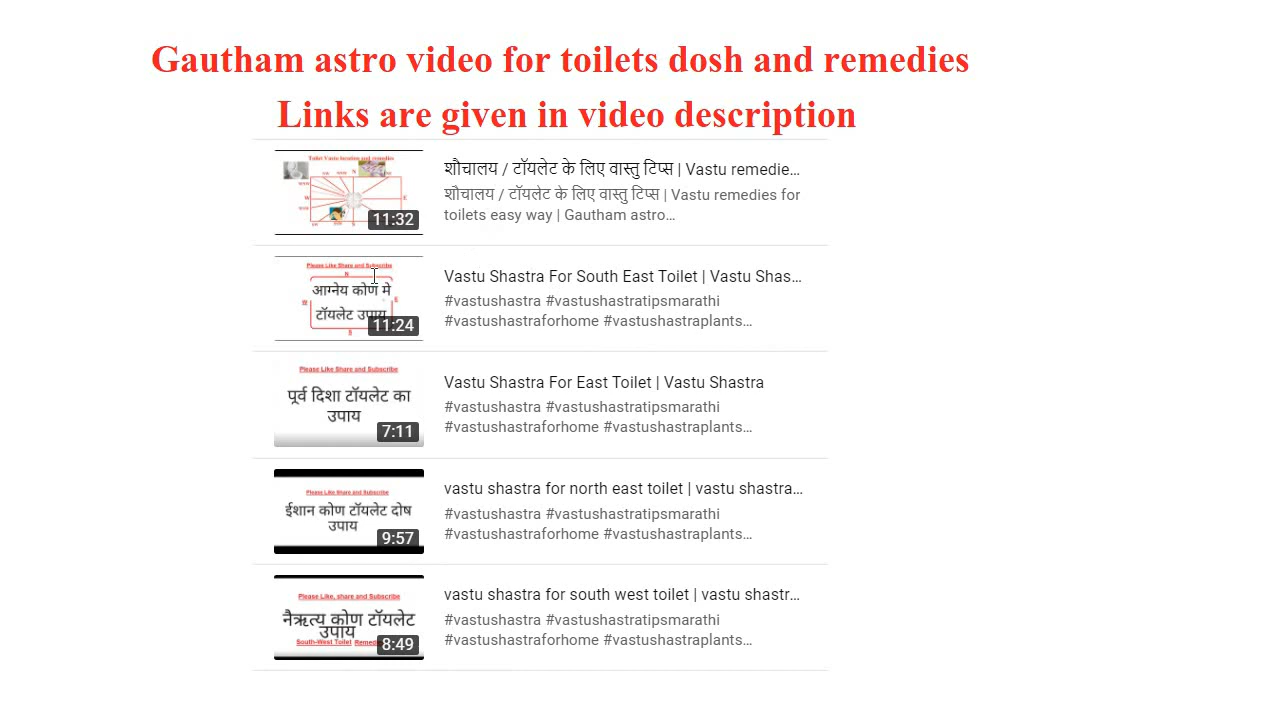 Gautham astro video for toilets dosh and remedies
Links are given in video description
Toilet Vastu location and remedies
N
W
E
S
11:32
शौचालय / टॉयलेट के लिए वास्तु टिप्स | Vastu remedie...
शौचालय / टॉयलेट के लिए वास्तु टिप्स | Vastu remedies for
toilets easy way | Gautham astro...
Please Like Share and Subscribe
N
आग्नेय कोण मे
W
E
टॉयलेट उपाय
S
11:24
Vastu Shastra For South East Toilet | Vastu Shas...
#vastushastra #vastushastratipsmarathi
#vastushastraforhome #vastushastraplants...
Please Like Share and Subscribe
पूर्व दिशा टॉयलेट का
उपाय
7:11
Vastu Shastra For East Toilet | Vastu Shastra
#vastushastra #vastushastratipsmarathi
#vastushastraforhome #vastushastraplants...
Please Like Share and Subscribe
ईशान कोण टॉयलेट दोष
उपाय
9:57
vastu shastra for north east toilet | vastu shastra...
#vastushastra #vastushastratipsmarathi
#vastushastraforhome #vastushastraplants...
Please Like, share and Subscribe
नैऋत्य कोण टॉयलेट
उपाय
South-West Toilet
8:49
vastu shastra for south west toilet | vastu shastr...
#vastushastra #vastushastratipsmarathi
#vastushastraforhome #vastushastraplants...